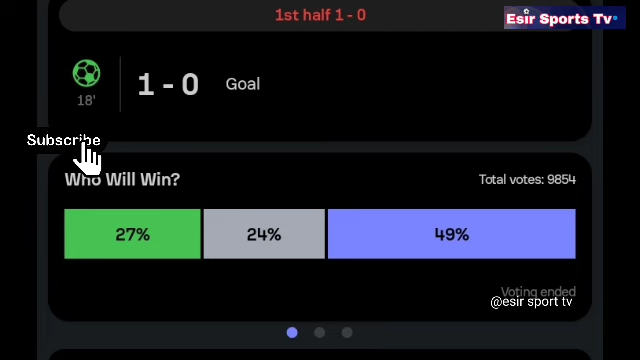 1st half 1 - 0
Esir Sports Tv
1 - 0 Goal
18'
Subscribe
Who Will Win?
Total votes: 9854
27% 24% 49%
Voting ended
@esir sport tv